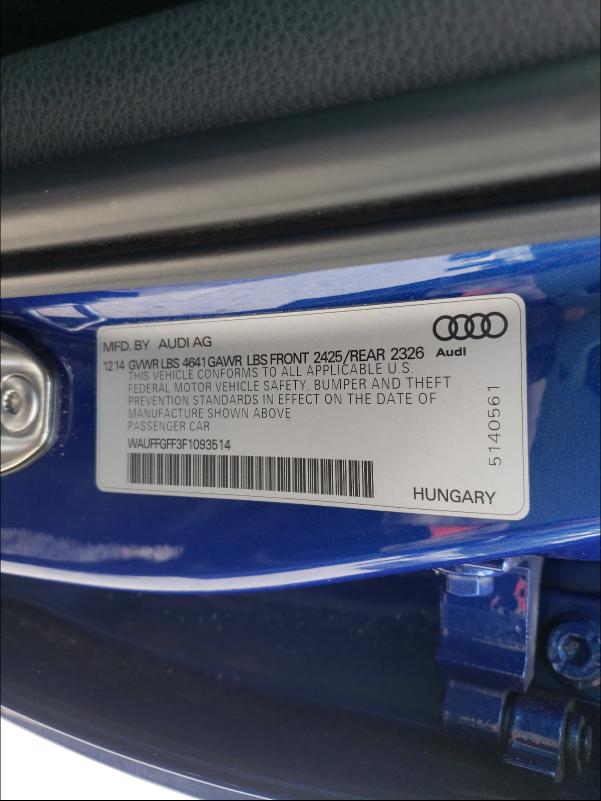 MFD. BY AUDI AG
12 14 GVWR LBS 4641 GAWR LBS FRONT 2425/REAR 2326
THIS VEHICLE CONFORMS TO ALL APPLICABLE U.S.
FEDERAL MOTOR VEHICLE SAFETY, BUMPER AND THEFT
PREVENTION STANDARDS IN EFFECT ON THE DATE OF
MANUFACTURE SHOWN ABOVE
PASSENGER CAR
WAUFFGFF3F1093514
Audi
5140561
HUNGARY